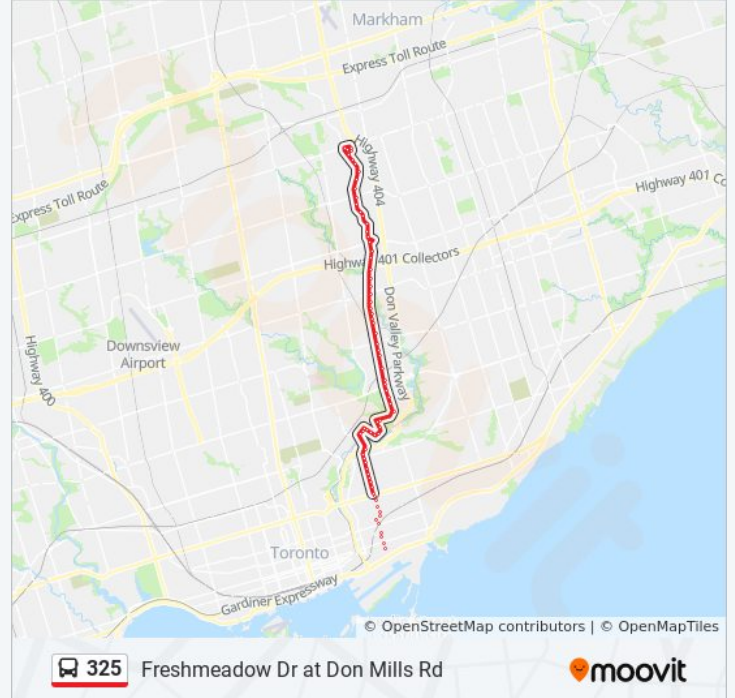 Markham
Express Toll Route
Highway 404
Express Toll Route
Highway 401 Co
Highway 401 Collectors
Don Valley Parkway
Downsview
Airport
Highway 400
Toronto
Gardiner Expressway
© OpenStreetMap contributors | © OpenMapTiles
325 Freshmeadow Dr at Don Mills Rd moovit